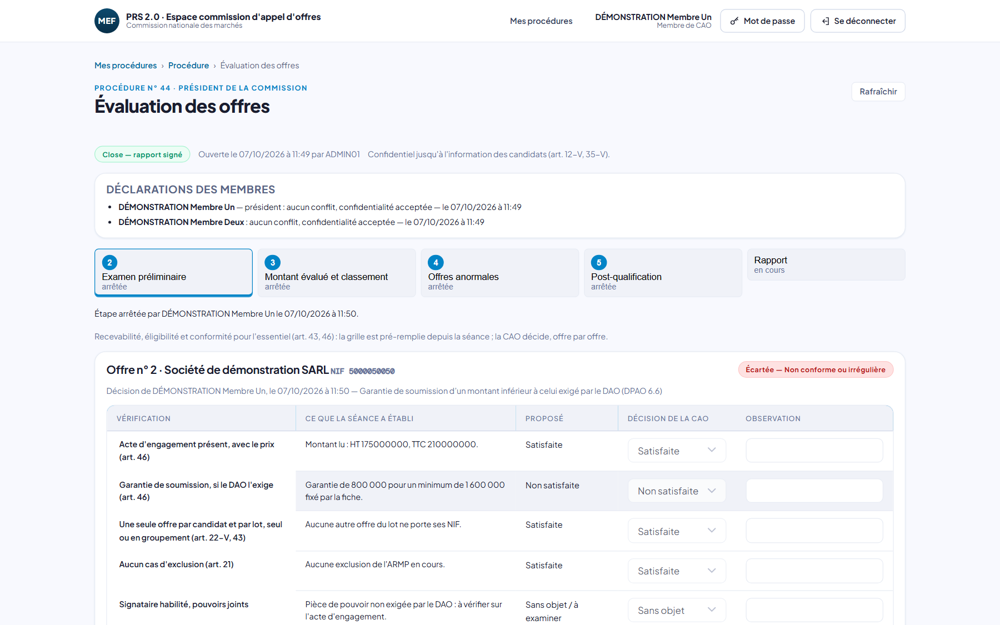 MEF
PRS 2.0 · Espace commission d'appel d'offres
Commission nationale des marchés
Mes procédures
DÉMONSTRATION Membre Un
Membre de CAO
Mot de passe
Se déconnecter
Mes procédures › Procédure › Évaluation des offres
PROCÉDURE N° 44 · PRÉSIDENT DE LA COMMISSION
Évaluation des offres
Rafraîchir
Close — rapport signé
Ouverte le 07/10/2026 à 11:49 par ADMIN01
Confidentiel jusqu'à l'information des candidats (art. 12-V, 35-V).
DÉCLARATIONS DES MEMBRES
• DÉMONSTRATION Membre Un — président : aucun conflit, confidentialité acceptée — le 07/10/2026 à 11:49
• DÉMONSTRATION Membre Deux : aucun conflit, confidentialité acceptée — le 07/10/2026 à 11:49
2
Examen préliminaire
arrêtée
3
Montant évalué et classement
arrêtée
4
Offres anormales
arrêtée
5
Post-qualification
arrêtée
Rapport
en cours
Étape arrêtée par DÉMONSTRATION Membre Un le 07/10/2026 à 11:50.
Recevabilité, éligibilité et conformité pour l'essentiel (art. 43, 46) : la grille est pré-remplie depuis la séance ; la CAO décide, offre par offre.
Offre n° 2 · Société de démonstration SARL NIF 5000050050
Écartée — Non conforme ou irrégulière
Décision de DÉMONSTRATION Membre Un, le 07/10/2026 à 11:50 — Garantie de soumission d'un montant inférieur à celui exigé par le DAO (DPAO 6.6)
VÉRIFICATION
CE QUE LA SÉANCE A ÉTABLI
PROPOSÉ
DÉCISION DE LA CAO
OBSERVATION
Acte d'engagement présent, avec le prix
(art. 46)
Montant lu : HT 175000000, TTC 210000000.
Satisfaite
Satisfaite
Garantie de soumission, si le DAO l'exige
(art. 46)
Garantie de 800 000 pour un minimum de 1 600 000
fixé par la fiche.
Non satisfaite
Non satisfaite
Une seule offre par candidat et par lot, seul
ou en groupement (art. 22-V, 43)
Aucune autre offre du lot ne porte ses NIF.
Satisfaite
Satisfaite
Aucun cas d'exclusion (art. 21)
Aucune exclusion de l'ARMP en cours.
Satisfaite
Satisfaite
Signataire habilité, pouvoirs joints
Pièce de pouvoir non exigée par le DAO : à vérifier sur
l'acte d'engagement.
Sans objet / à
examiner
Sans objet